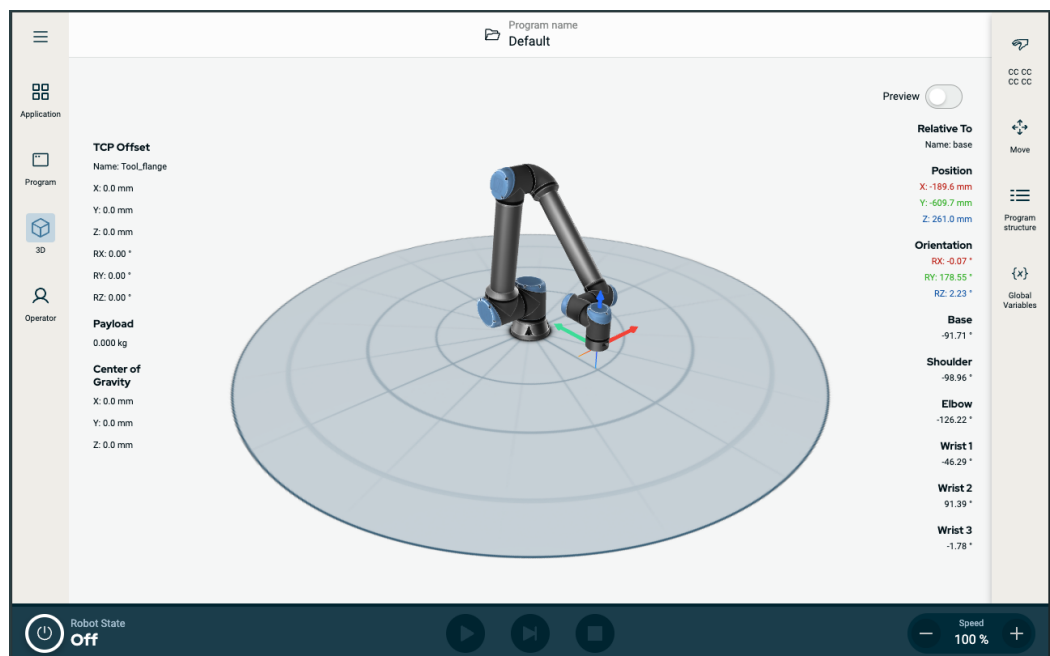 Program name
Default
Application
Program
3D
Operator
TCP Offset
Name: Tool_flange
X: 0.0 mm
Y: 0.0 mm
Z: 0.0 mm
RX: 0.00 °
RY: 0.00 °
RZ: 0.00 °
Payload
0.000 kg
Center of
Gravity
X: 0.0 mm
Y: 0.0 mm
Z: 0.0 mm
Preview
Relative To
Name: base
Position
X: -189.6 mm
Y: -609.7 mm
Z: 261.0 mm
Orientation
RX: -0.07 °
RY: 178.55 °
RZ: 2.23 °
Base
-91.71 °
Shoulder
-98.96 °
Elbow
-126.22 °
Wrist 1
-46.29 °
Wrist 2
91.39 °
Wrist 3
-1.78 °
CC CC
CC CC
Move
Program
structure
{x}
Global
Variables
Robot State
Off
Speed
100 %